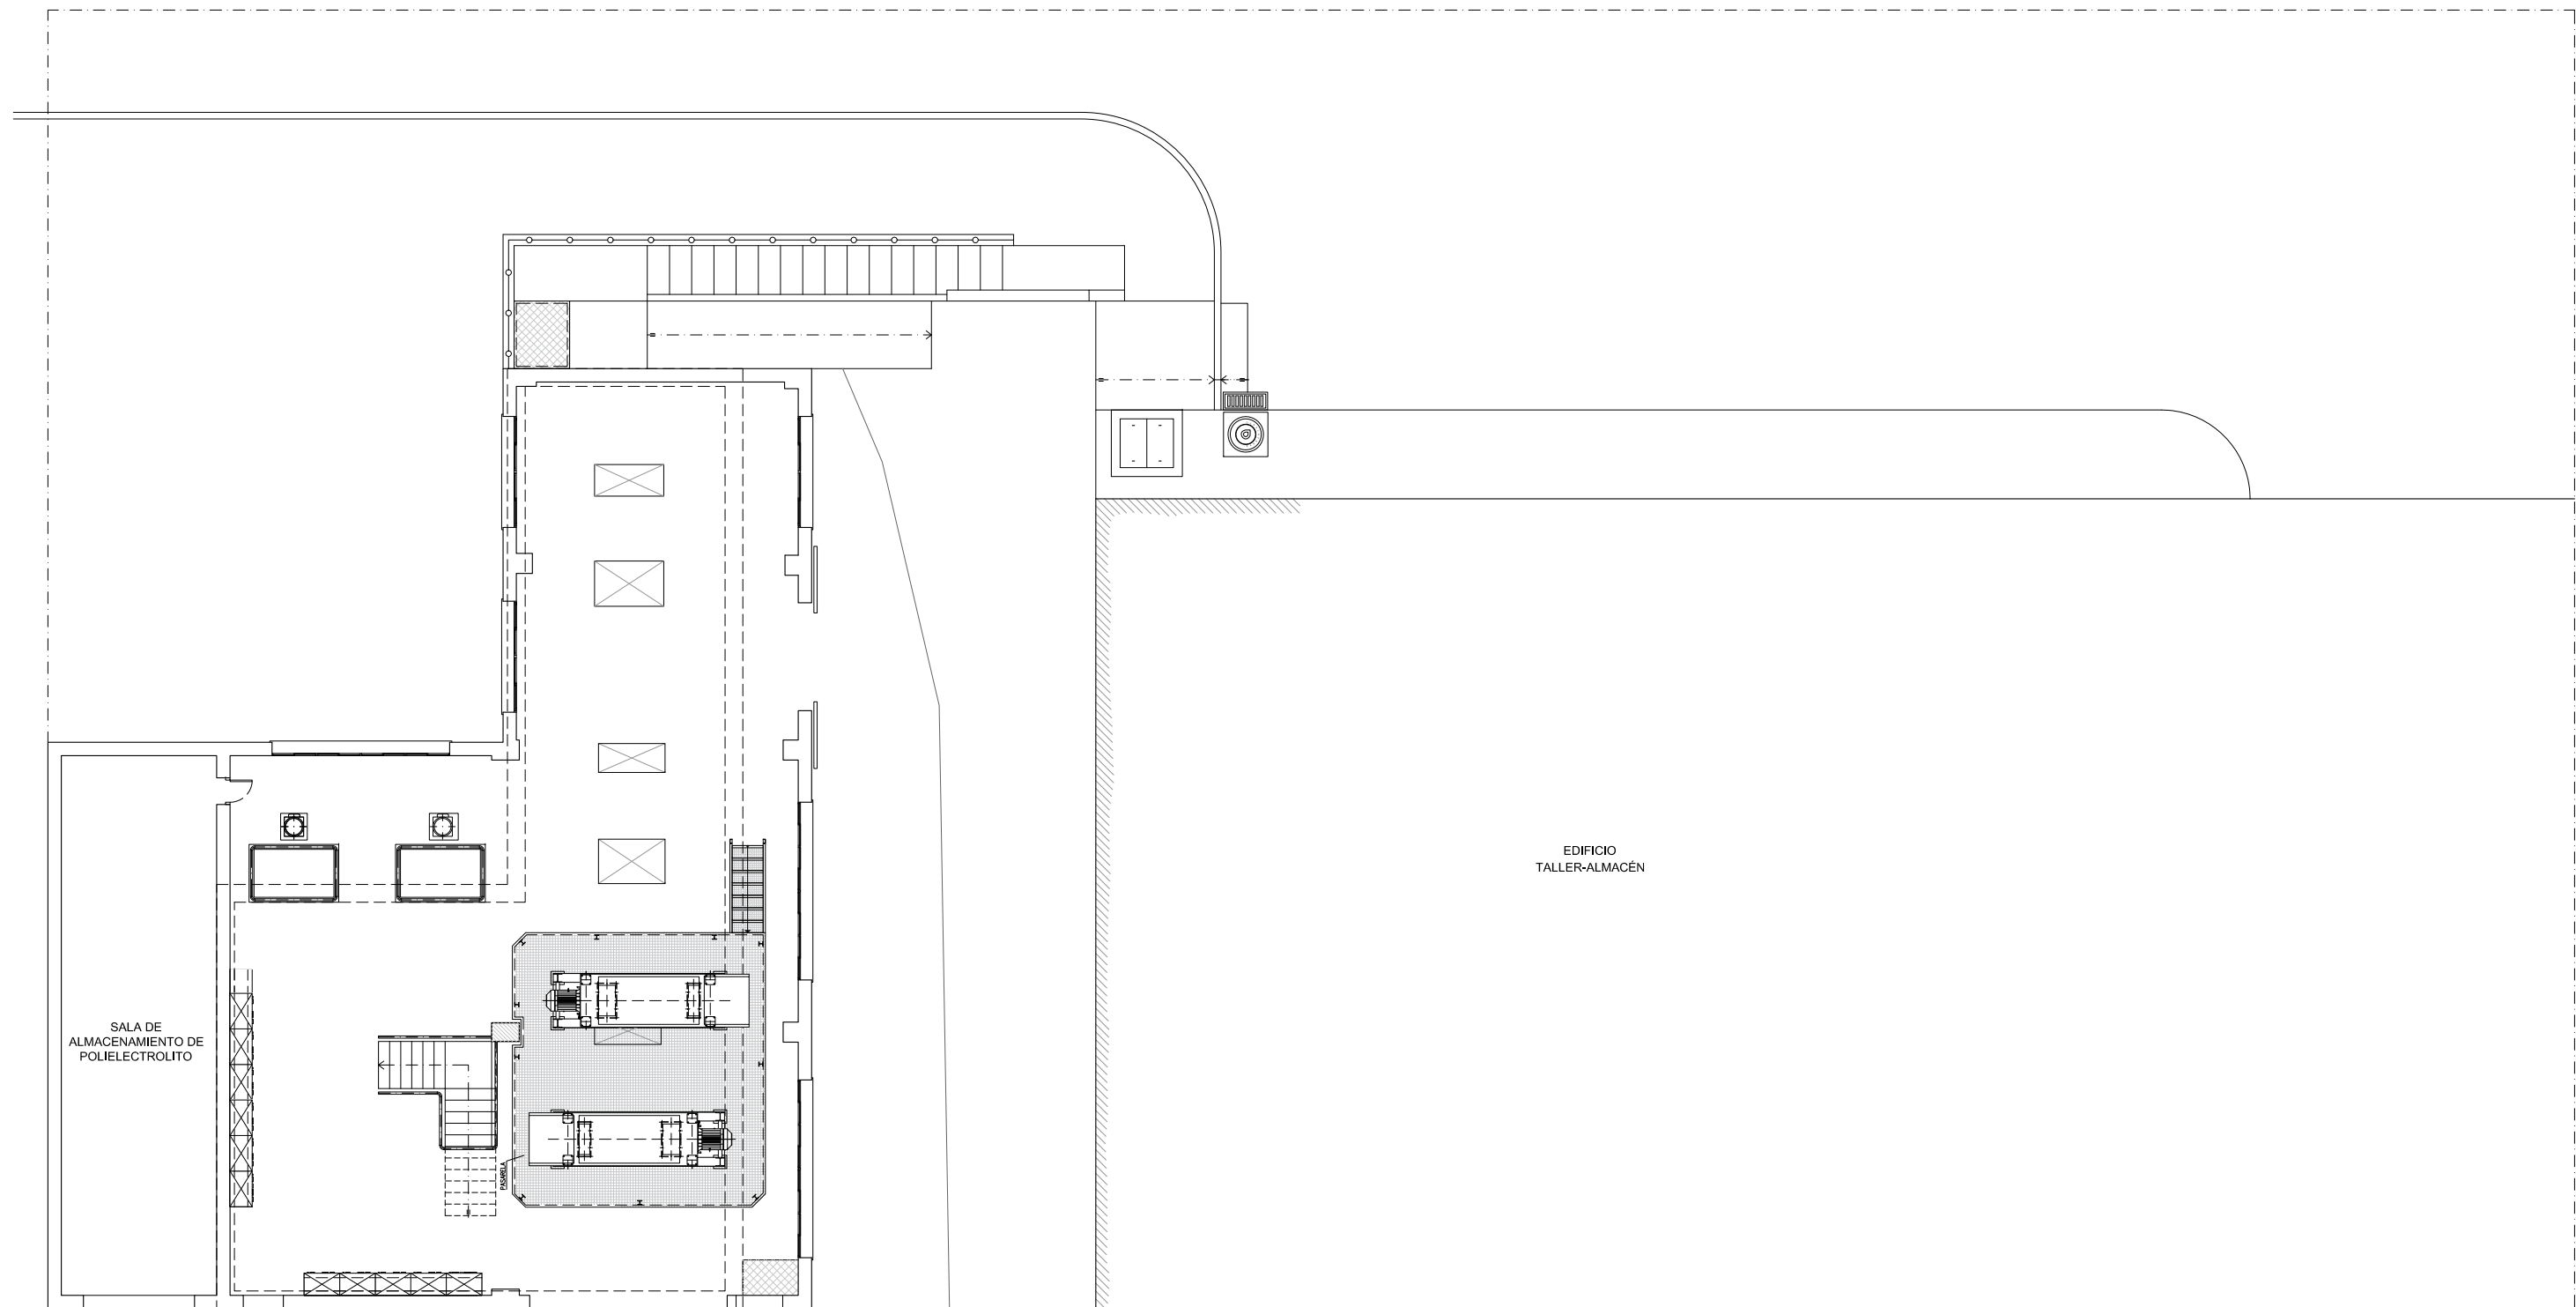 EDIFICIO
TALLER-ALMACÉN
SALA DE
ALMACENAMIENTO DE
POLIELECTROLITO
PASARELA